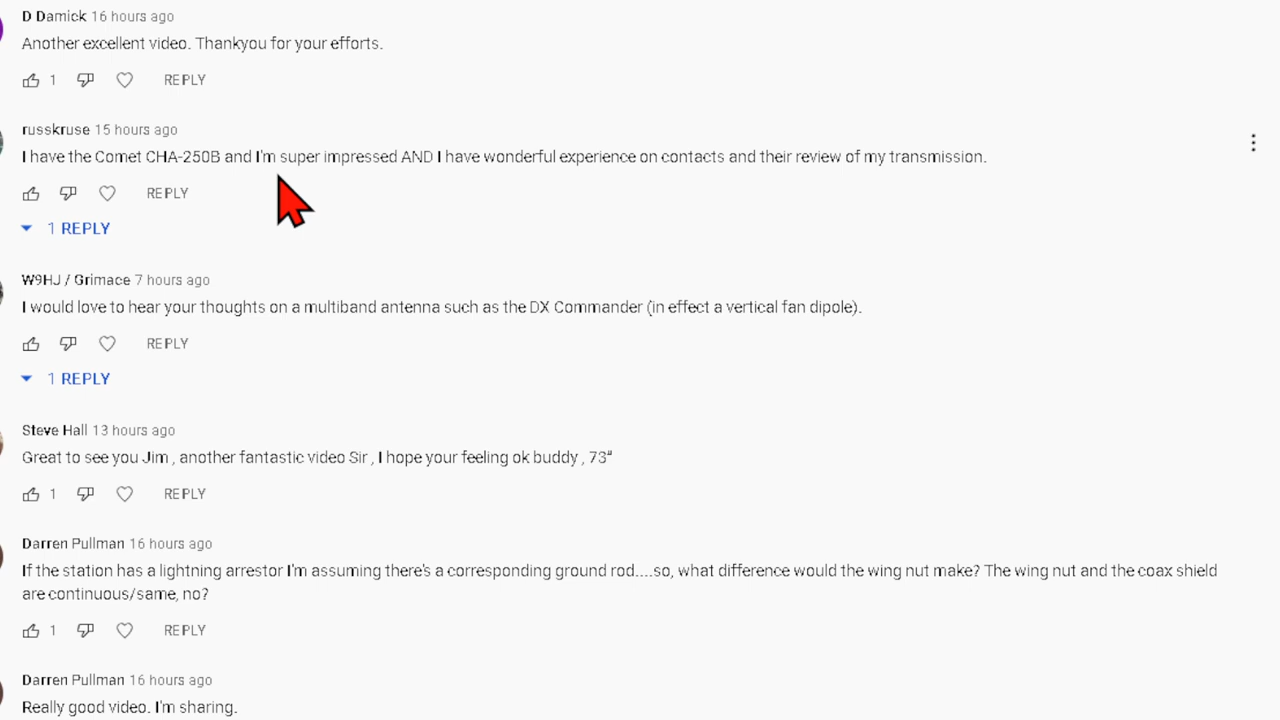 D Damick 16 hours ago
Another excellent video. Thankyou for your efforts.
1 REPLY
russkruse 15 hours ago
I have the Comet CHA-250B and I'm super impressed AND I have wonderful experience on contacts and their review of my transmission.
REPLY
1 REPLY
W9HJ / Grimace 7 hours ago
I would love to hear your thoughts on a multiband antenna such as the DX Commander (in effect a vertical fan dipole).
REPLY
1 REPLY
Steve Hall 13 hours ago
Great to see you Jim , another fantastic video Sir , I hope your feeling ok buddy , 73"
1 REPLY
Darren Pullman 16 hours ago
If the station has a lightning arrestor I'm assuming there's a corresponding ground rod....so, what difference would the wing nut make? The wing nut and the coax shield
are continuous/same, no?
1 REPLY
Darren Pullman 16 hours ago
Really good video. I'm sharing.